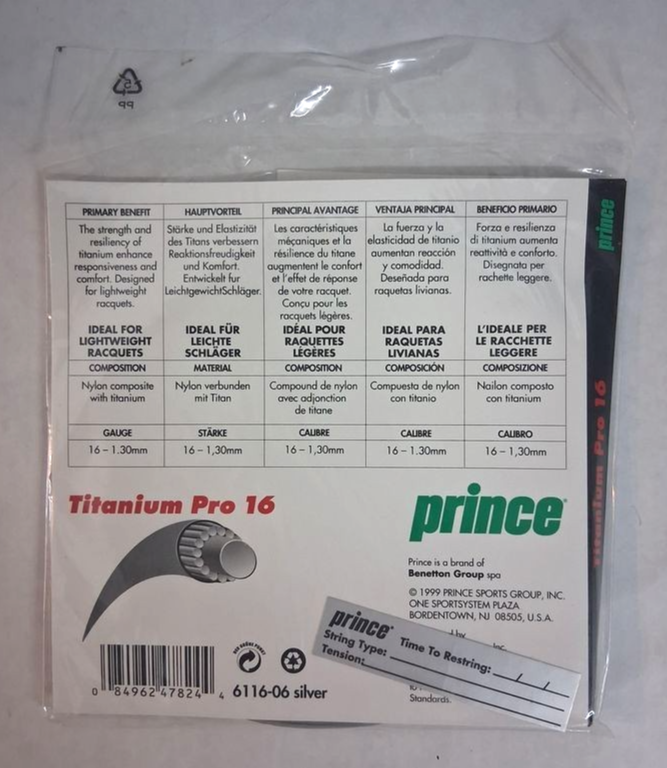 PP
PRIMARY BENEFIT
The strength and
resiliency of
titanium enhance
responsiveness and
comfort. Designed
for lightweight
racquets.
IDEAL FOR
LIGHTWEIGHT
RACQUETS
COMPOSITION
Nylon composite
with titanium
GAUGE
16 – 1.30mm
HAUPTVORTEIL
Stärke und Elastizität
des Titans verbessern
Reaktionsfreudigkeit
und Komfort.
Entwickelt fur
LeichtgewichtSchläger.
IDEAL FÜR
LEICHTE
SCHLÄGER
MATERIAL
Nylon verbunden
mit Titan
STÄRKE
16 – 1,30mm
PRINCIPAL AVANTAGE
Les caractéristiques
méçaniques et la
résilience du titane
augmentent le confort
et l'effet de réponse
de votre racquet.
Conçu pour les
racquets légères.
IDÉAL POUR
RAQUETTES
LÉGÈRES
COMPOSITION
Compound de nylon
avec adjonction
de titane
CALIBRE
16 – 1,30mm
VENTAJA PRINCIPAL
La fuerza y la
elasticidad de titanio
aumentan reacción
y comodidad.
Deseñada para
raquetas livianas.
IDEAL PARA
RAQUETAS
LIVIANAS
COMPOSICIÓN
Compuesta de nylon
con titanio
CALIBRE
16 – 1.30mm
BENEFICIO PRIMARIO
Forza e resilienza
di titanium aumenta
reattività e conforto.
Disegnata per
rachette leggere.
L'IDEALE PER
LE RACCHETTE
LEGGERE
COMPOSIZIONE
Nailon composto
con titanium
CALIBRO
16 – 1,30mm
prince
Titanium Pro 16
Titanium Pro 16
prince®
Prince is a brand of
Benetton Group spa
© 1999 PRINCE SPORTS GROUP, INC.
ONE SPORTSYSTEM PLAZA
BORDENTOWN, NJ 08505, U.S.A.
prince®
Time To Restring: / /
String Type:
Tension:
Standards.
DER GRÜNE PUNKT
0 84962 47824 4
6116-06 silver